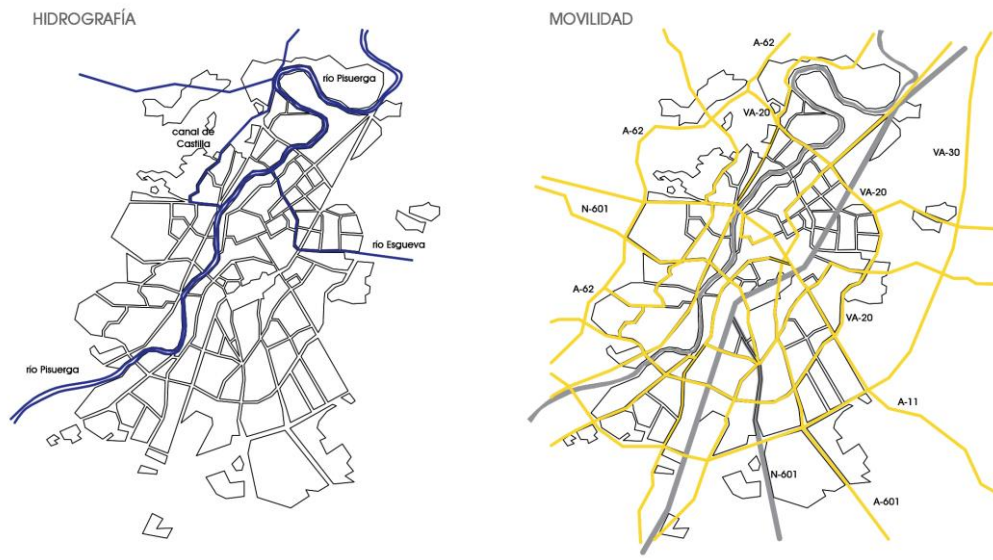 HIDROGRAFÍA
río Pisuerga
canal de
Castilla
río Esgueva
río Pisuerga
MOVILIDAD
A-62
VA-20
A-62
VA-30
VA-20
N-601
A-62
VA-20
A-11
N-601
A-601